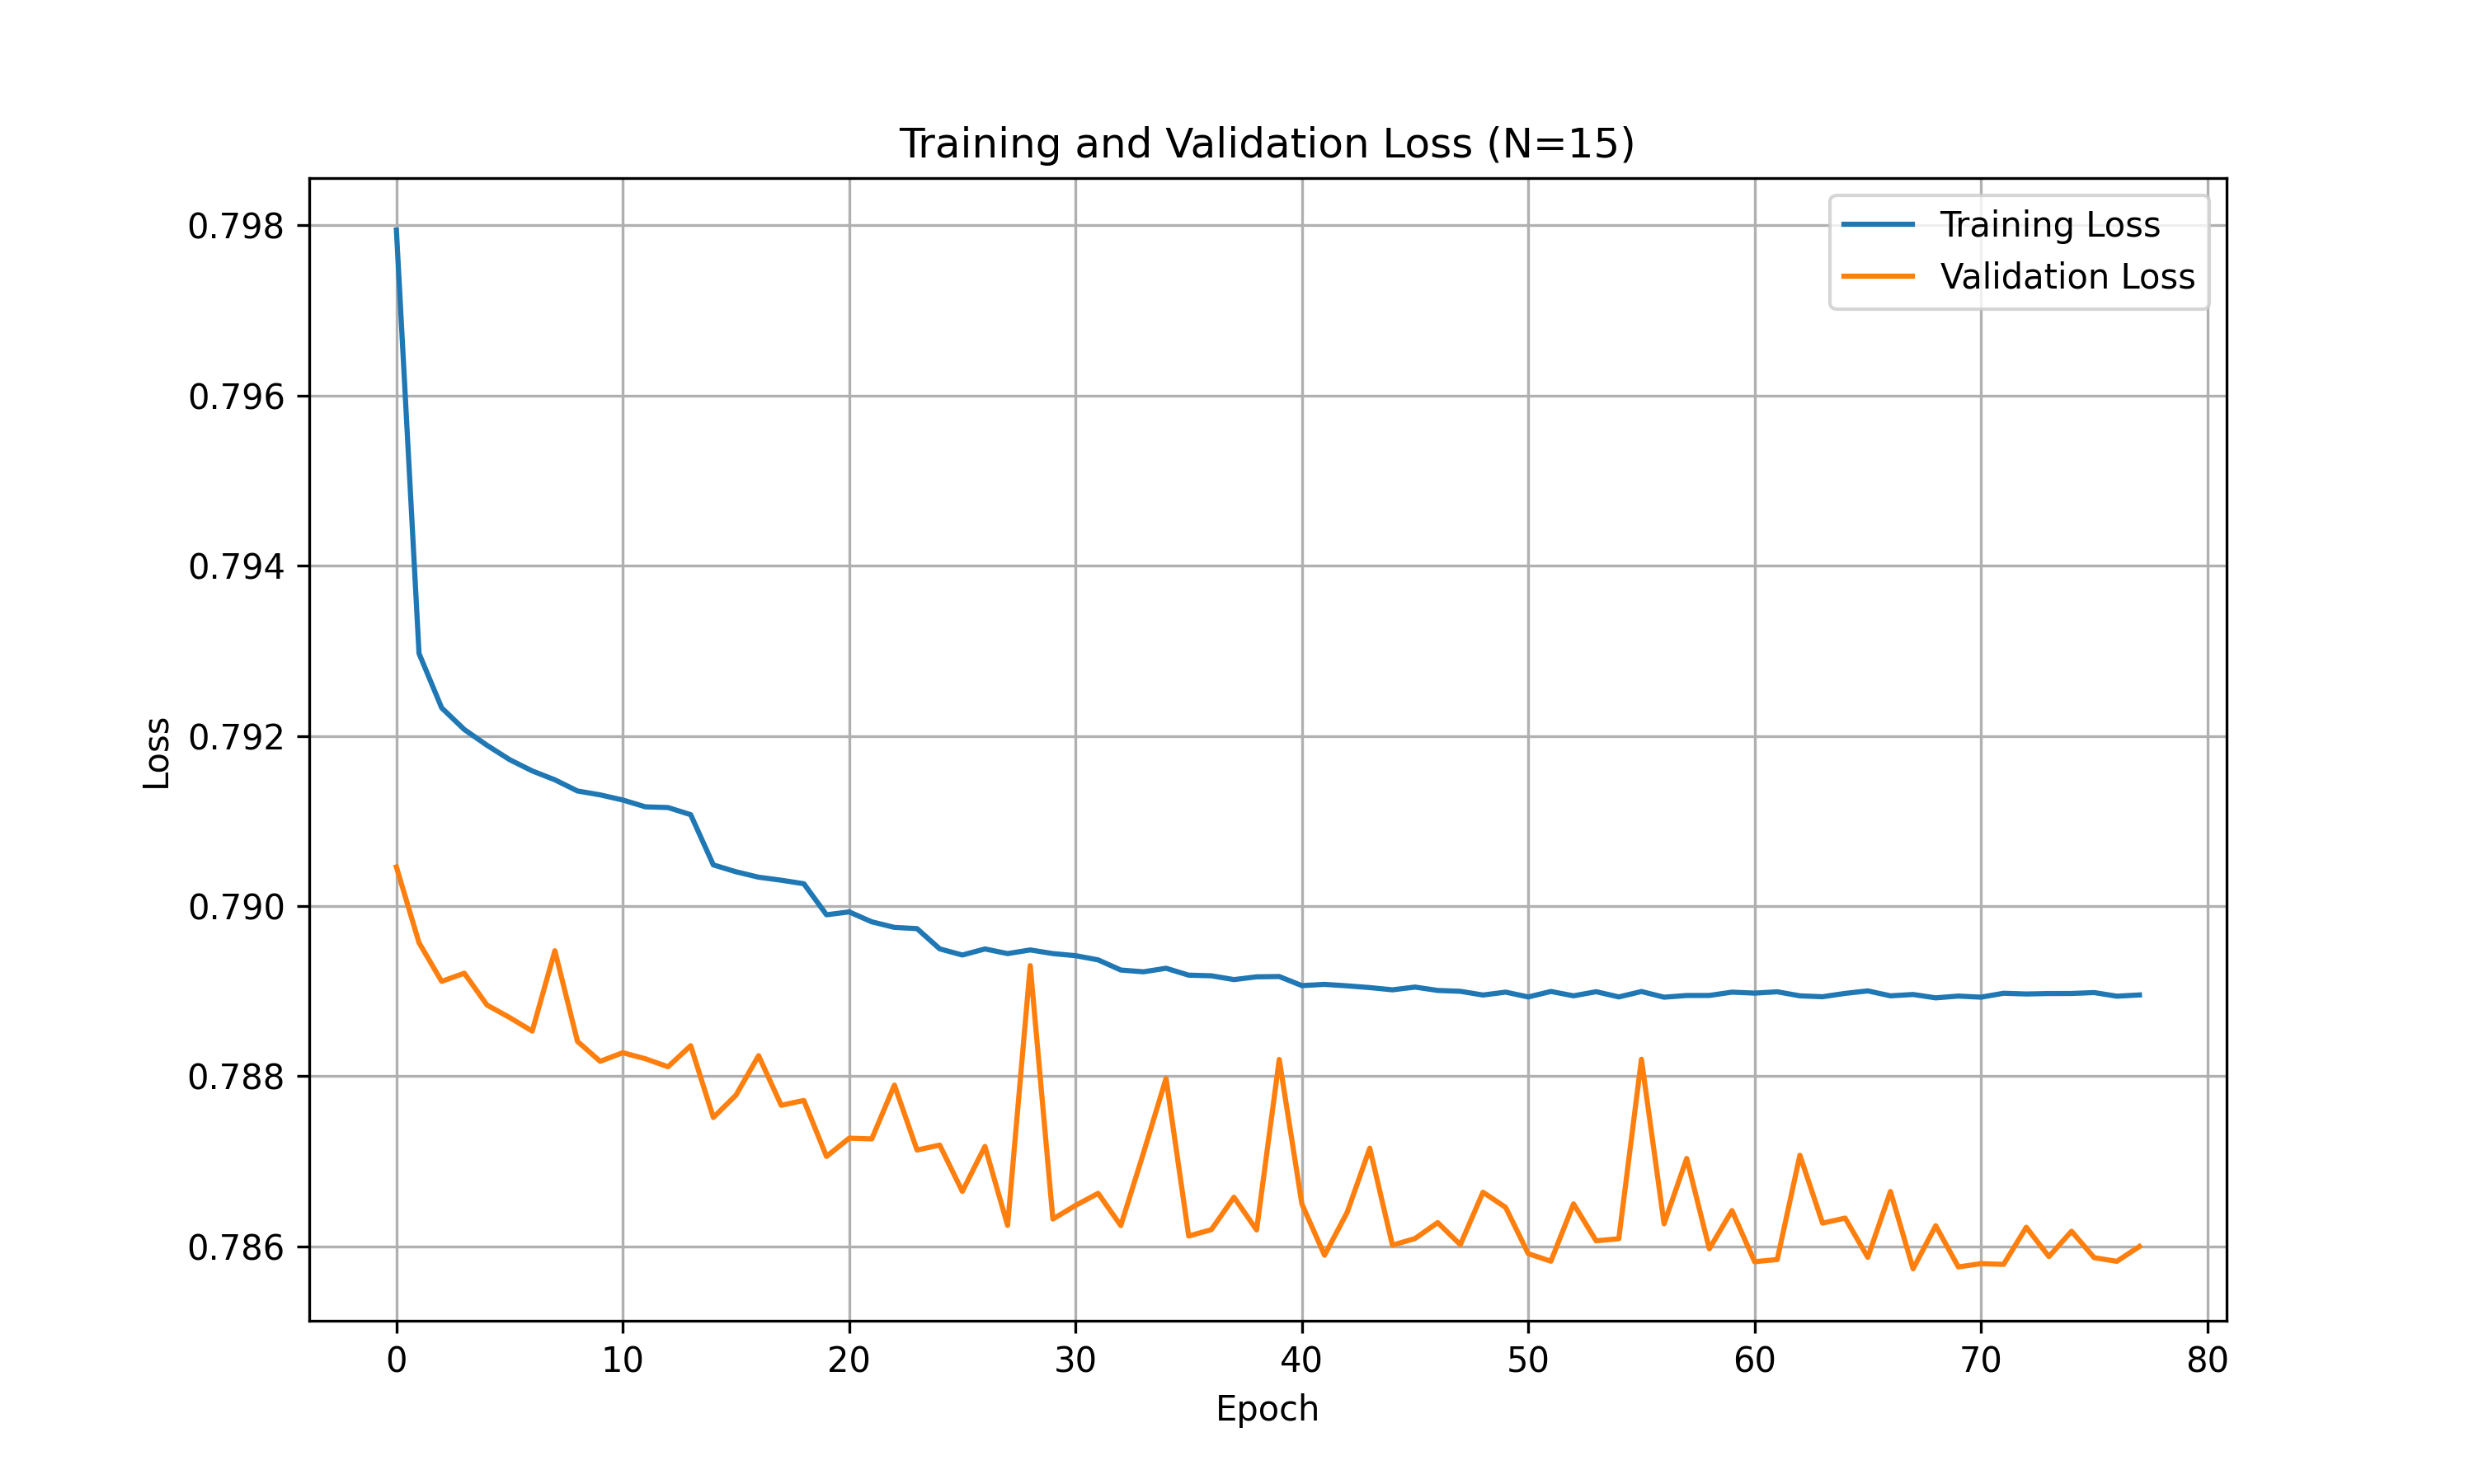 Training and Validation Loss (N=15)
Training Loss
Validation Loss
Loss
0.798
0.796
0.794
0.792
0.790
0.788
0.786
0 10 20 30 40 50 60 70 80
Epoch